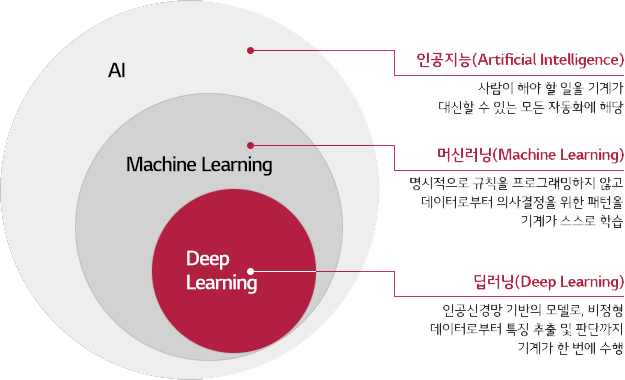 AI
Machine Learning
Deep
Learning
인공지능(Artificial Intelligence)
사람이 해야 할 일을 기계가
대신할 수 있는 모든 자동화에 해당
머신러닝(Machine Learning)
명시적으로 규칙을 프로그래밍하지 않고
데이터로부터 의사결정을 위한 패턴을
기계가 스스로 학습
딥러닝(Deep Learning)
인공신경망 기반의 모델로, 비정형
데이터로부터 특징 추출 및 판단까지
기계가 한 번에 수행